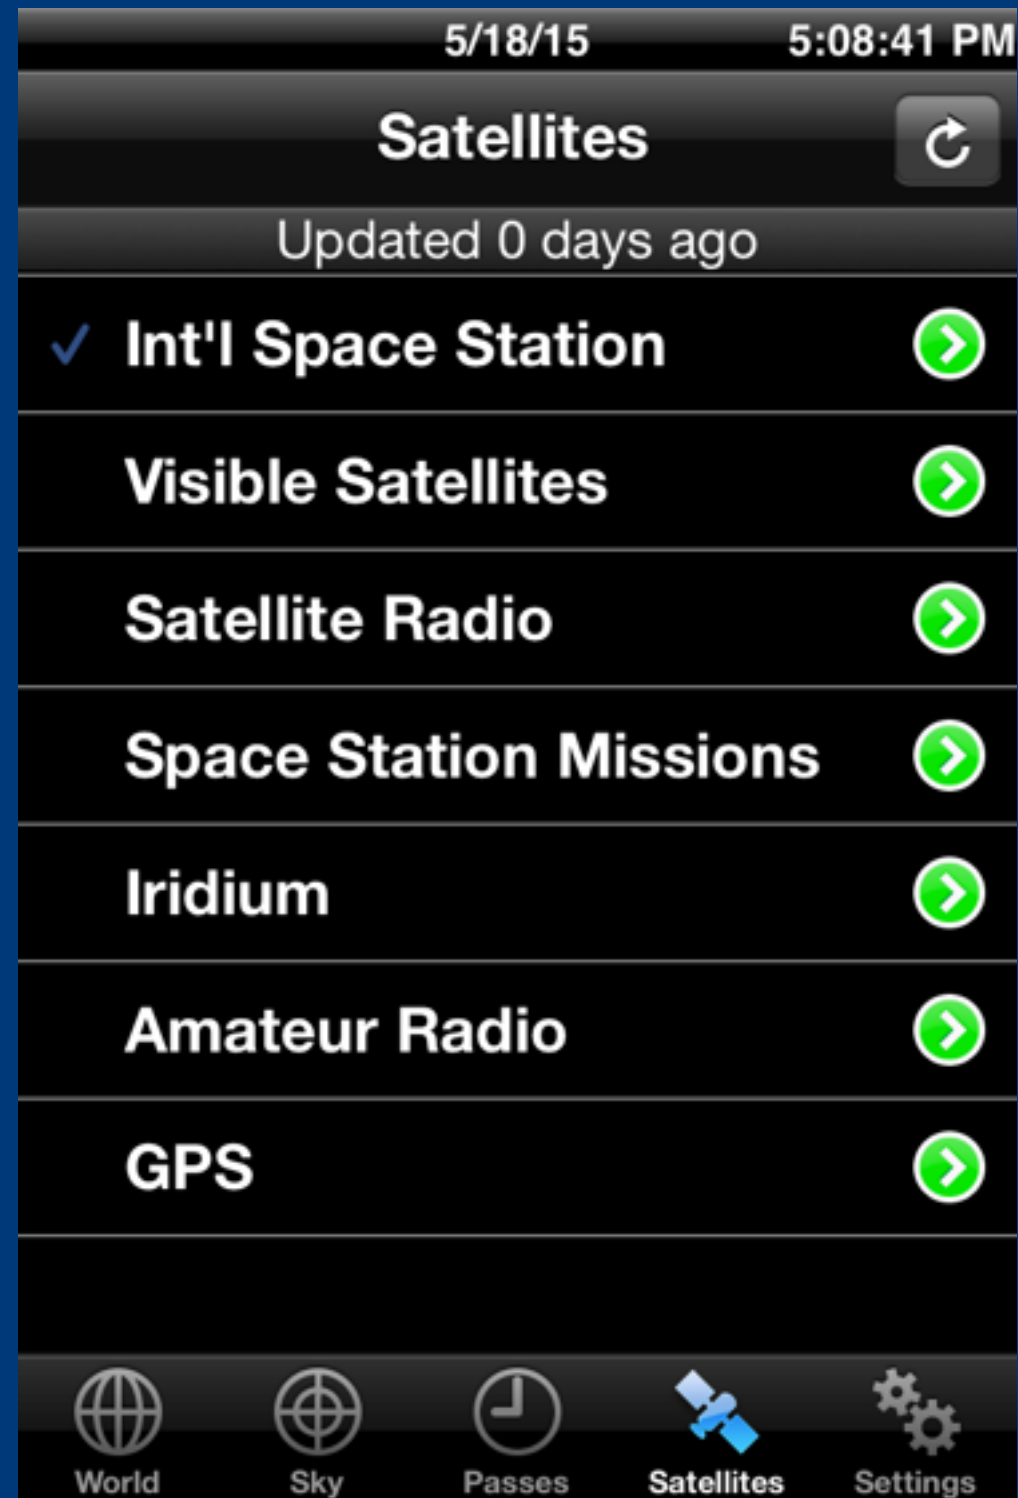 5/18/15 5:08:41 PM
Satellites
Updated 0 days ago
Int'l Space Station
Visible Satellites
Satellite Radio
Space Station Missions
Iridium
Amateur Radio
GPS
World Sky Passes Satellites Settings